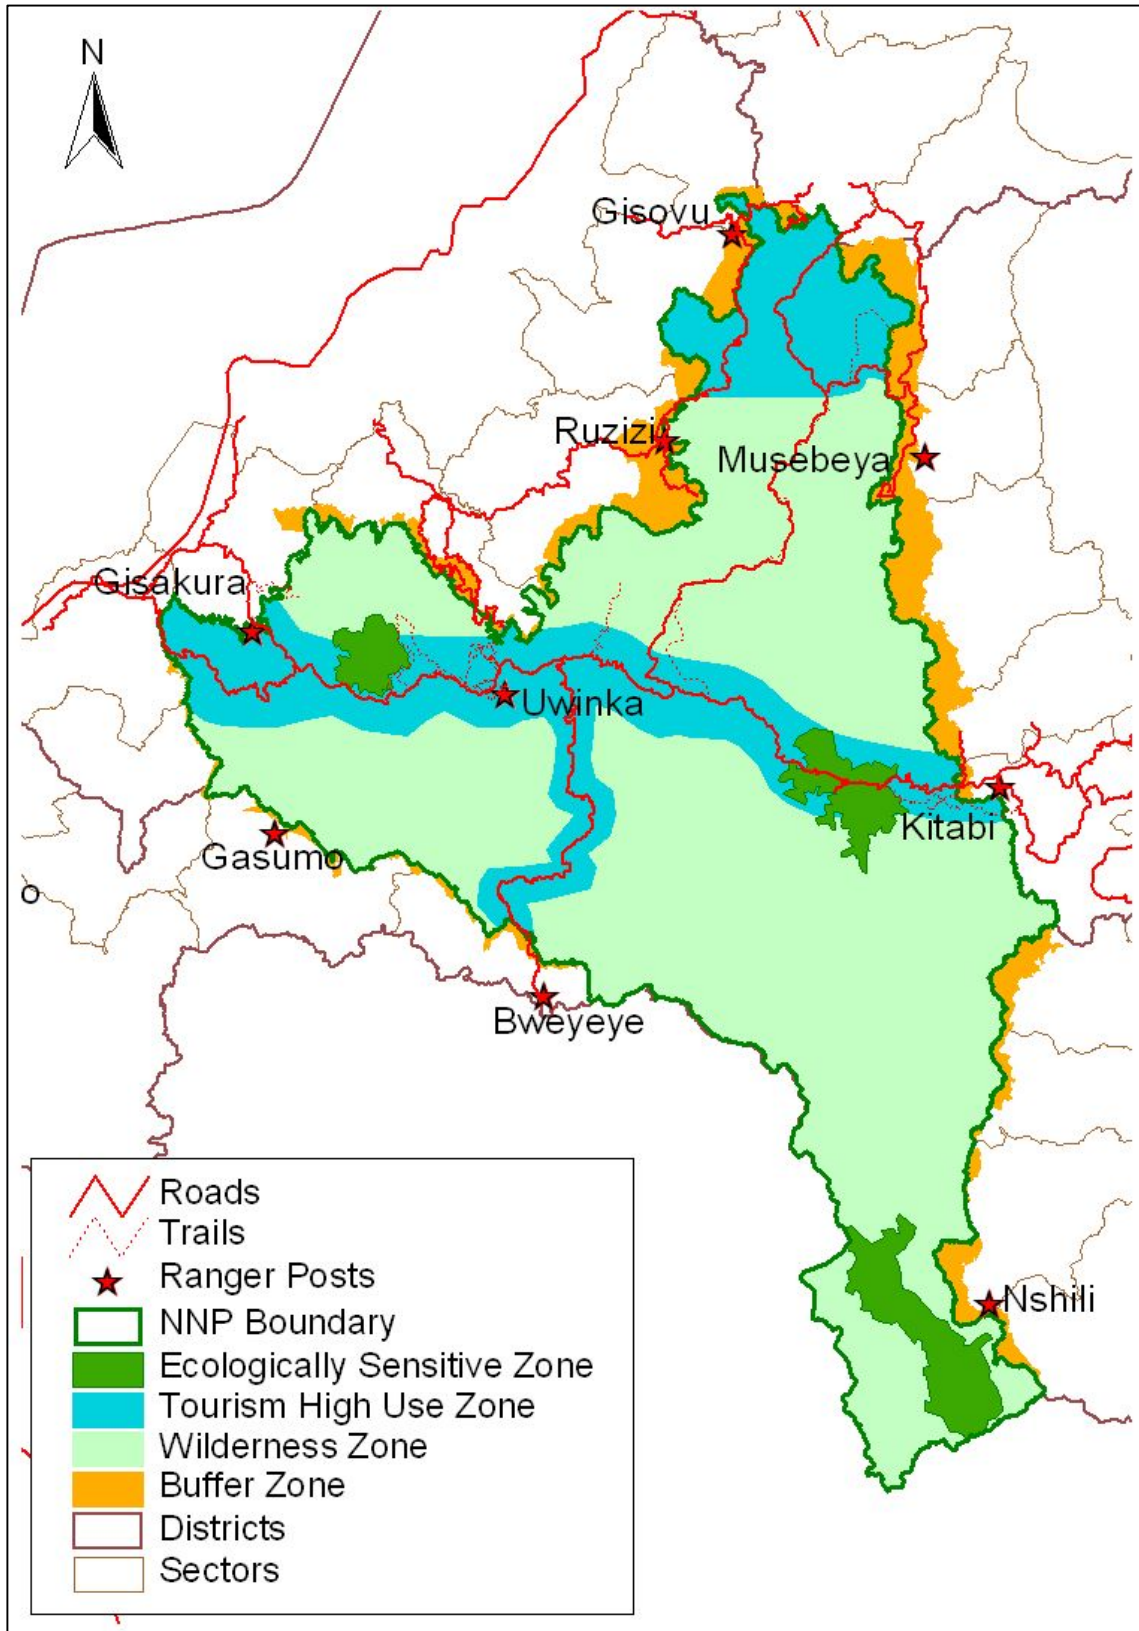 N
Gisovu
Ruzizi
Musebeya
Gisakura
Uwinka
Kitabi
Gasumo
o
Bweyeye
Nshili
Roads
Trails
Ranger Posts
NNP Boundary
Ecologically Sensitive Zone
Tourism High Use Zone
Wilderness Zone
Buffer Zone
Districts
Sectors